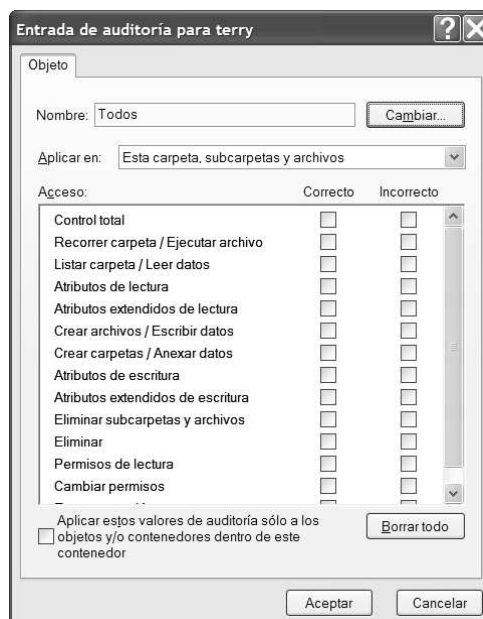 Entrada de auditoría para terry
Objeto
Nombre: Todos
Cambiar...
Aplicar en: Esta carpeta, subcarpetas y archivos
Acceso: Correcto Incorrecto
Control total
Recorrer carpeta / Ejecutar archivo
Listar carpeta / Leer datos
Atributos de lectura
Atributos extendidos de lectura
Crear archivos / Escribir datos
Crear carpetas / Anexar datos
Atributos de escritura
Atributos extendidos de escritura
Eliminar subcarpetas y archivos
Eliminar
Permisos de lectura
Cambiar permisos
Aplicar estos valores de auditoría sólo a los
objetos y/o contenedores dentro de este
contenedor
Borrar todo
Aceptar Cancelar